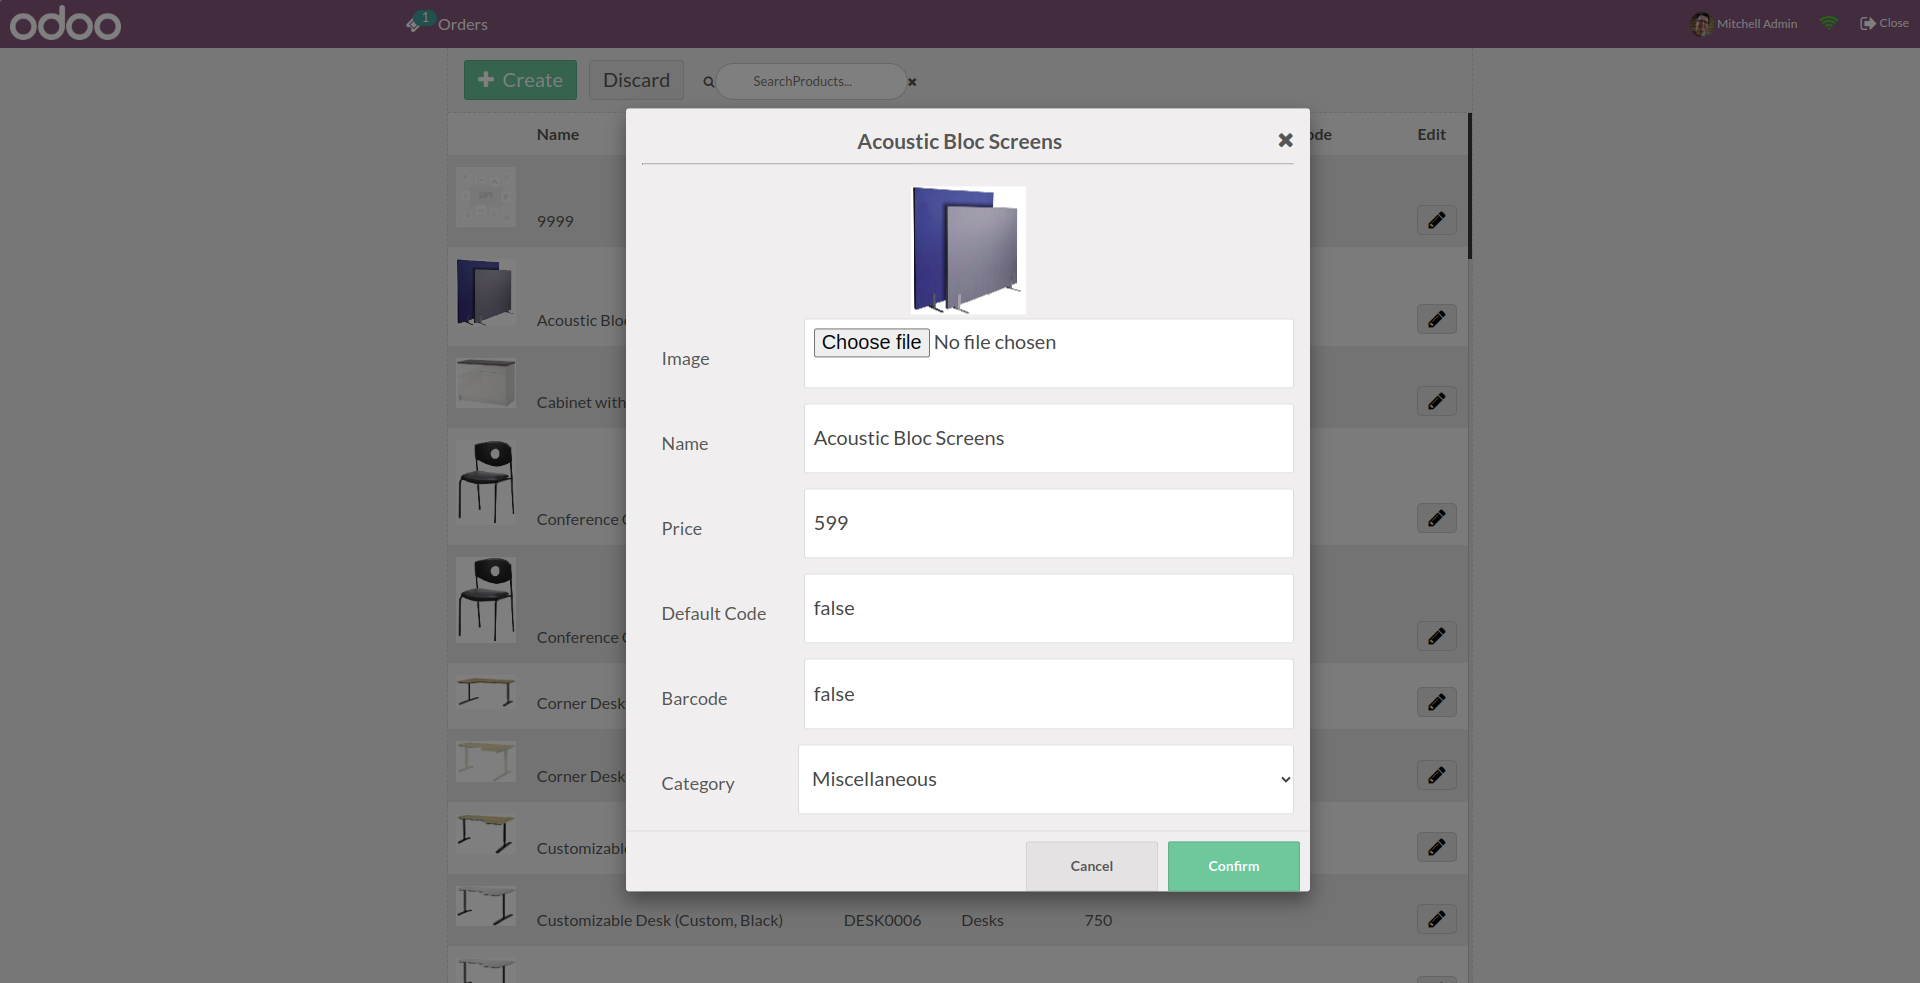 odoo
1
Orders
Mitchell Admin
Close
Create
Discard
SearchProducts...
Name
ode
Edit
Acoustic Bloc Screens
9999
Acoustic Bloc
Cabinet with
Conference C
Conference C
Corner Desk
Corner Desk
Customizable
Image
Choose file No file chosen
Name
Acoustic Bloc Screens
Price
599
Default Code
false
Barcode
false
Category
Miscellaneous
Cancel
Confirm
Customizable Desk (Custom, Black) DESK0006 Desks 750